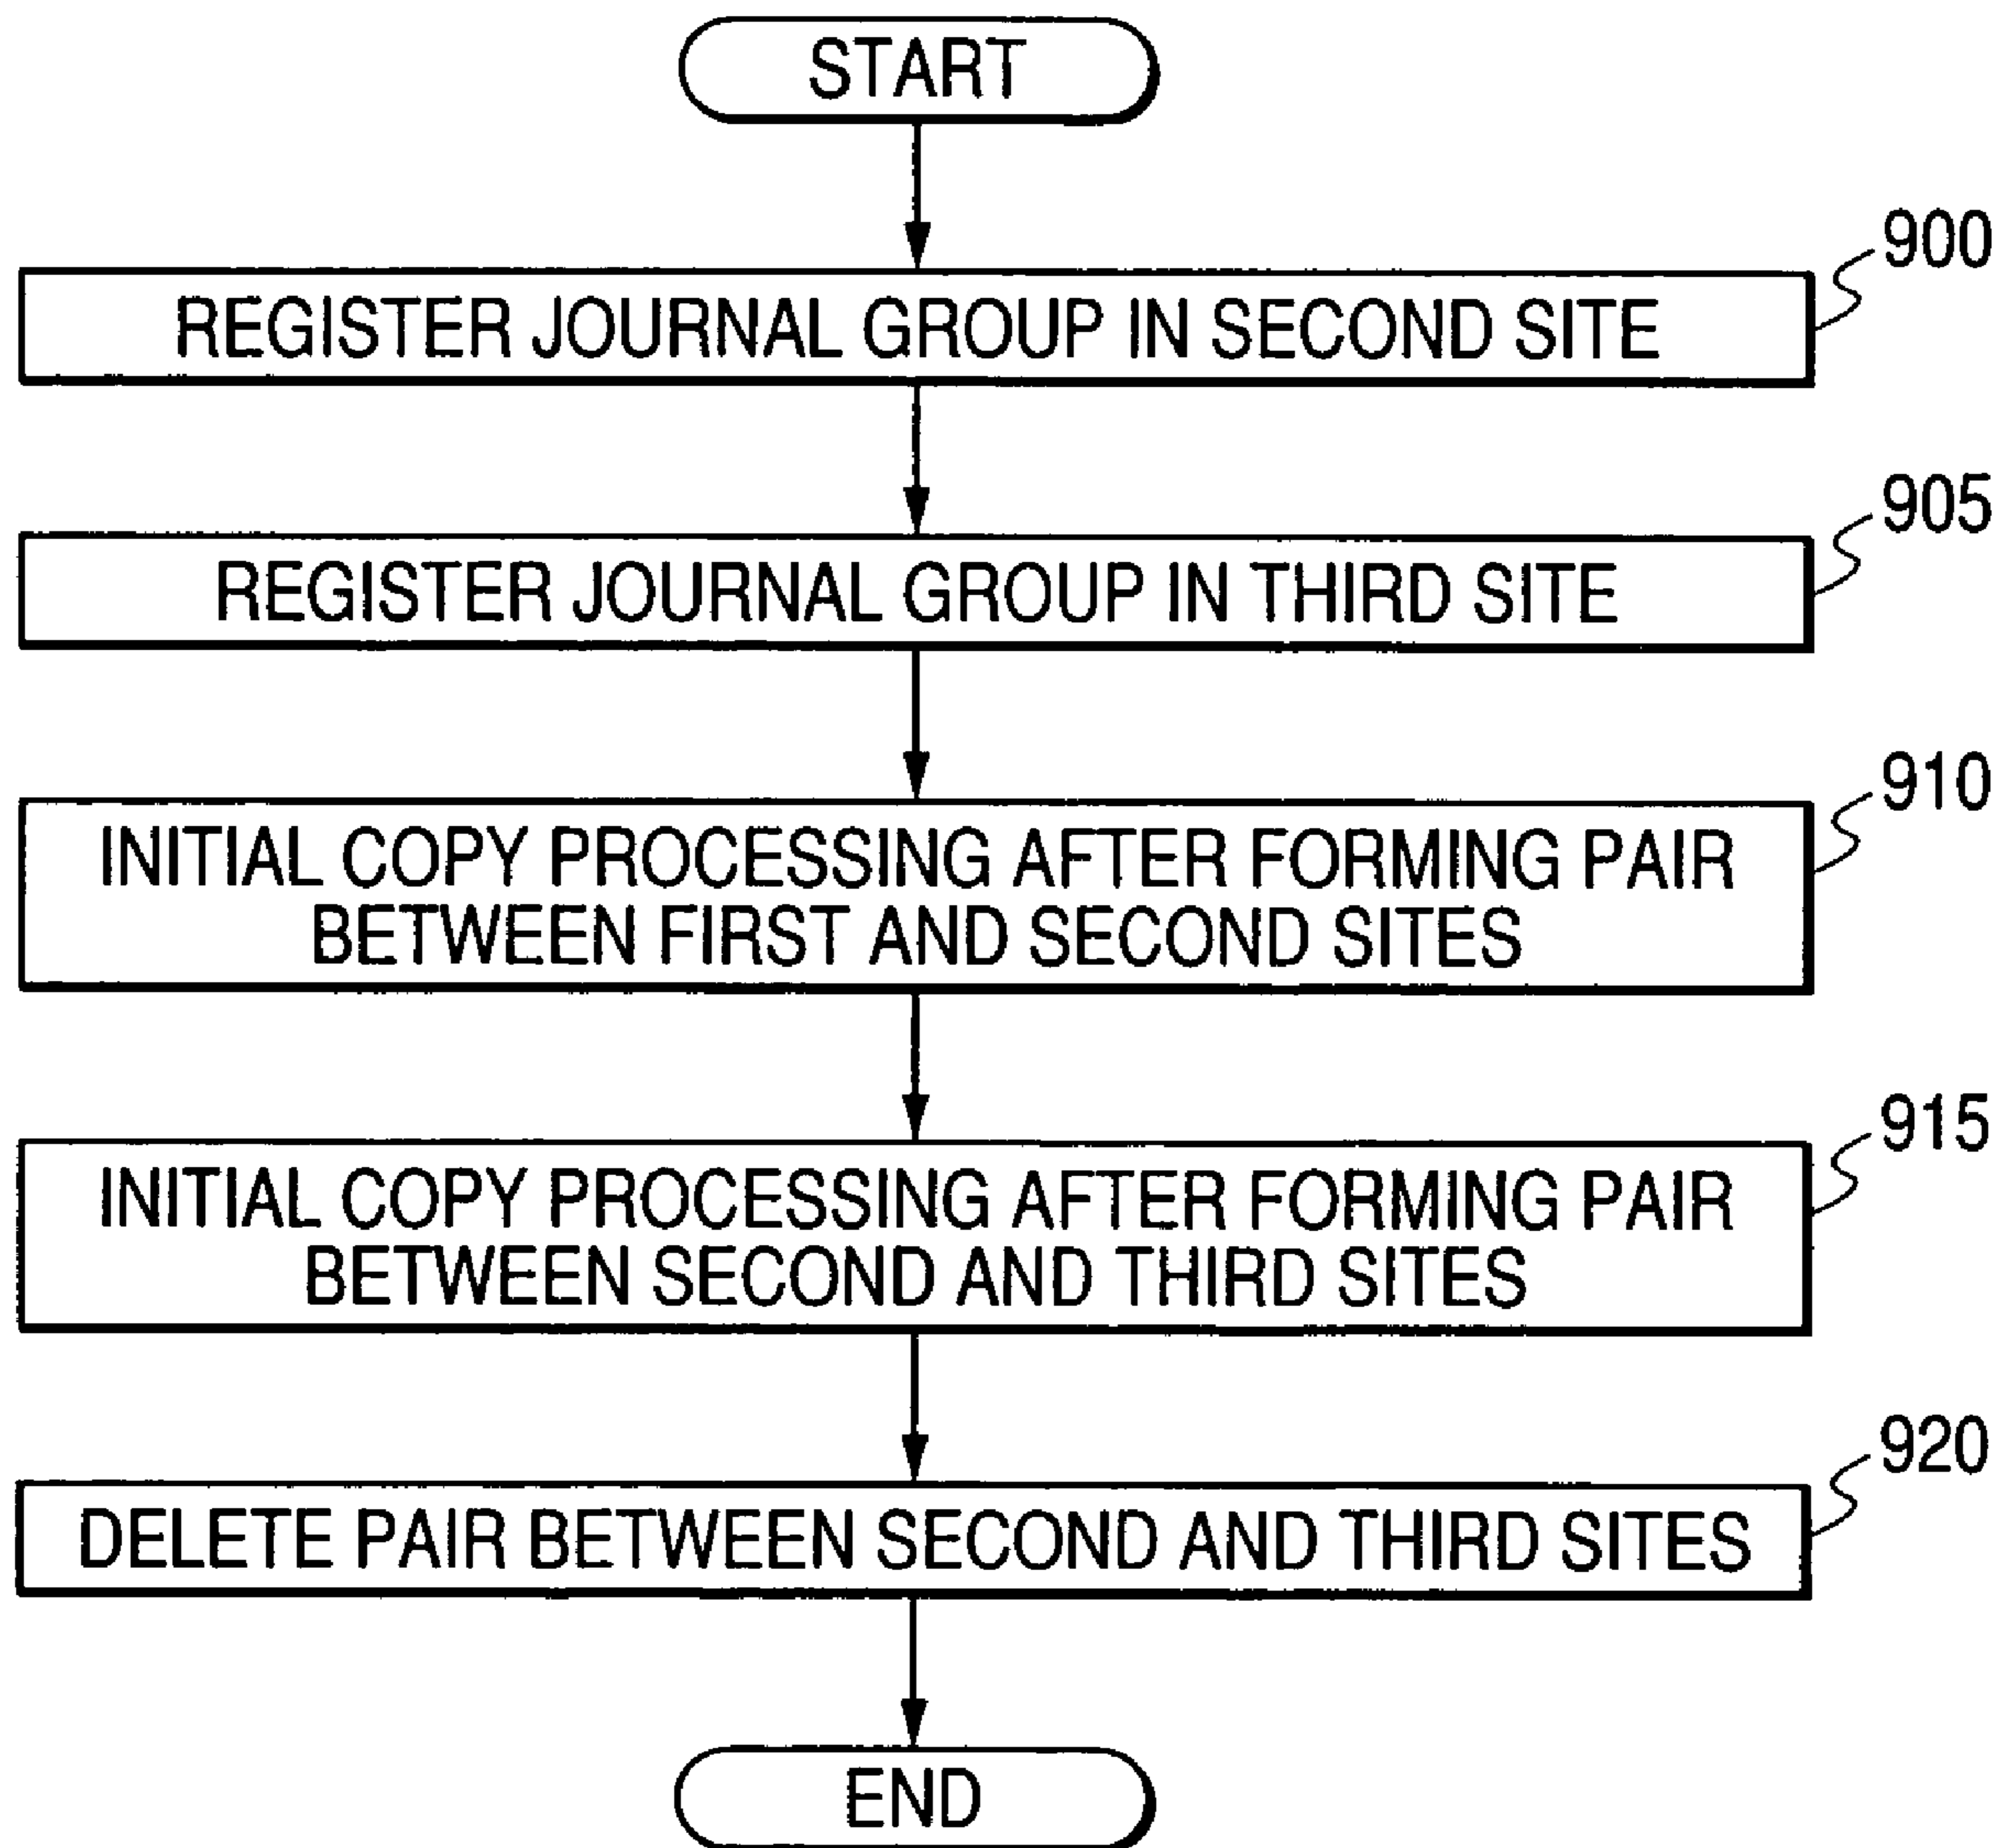 START
900
REGISTER JOURNAL GROUP IN SECOND SITE
905
REGISTER JOURNAL GROUP IN THIRD SITE
910
INITIAL COPY PROCESSING AFTER FORMING PAIR
BETWEEN FIRST AND SECOND SITES
915
INITIAL COPY PROCESSING AFTER FORMING PAIR
BETWEEN SECOND AND THIRD SITES
920
DELETE PAIR BETWEEN SECOND AND THIRD SITES
END